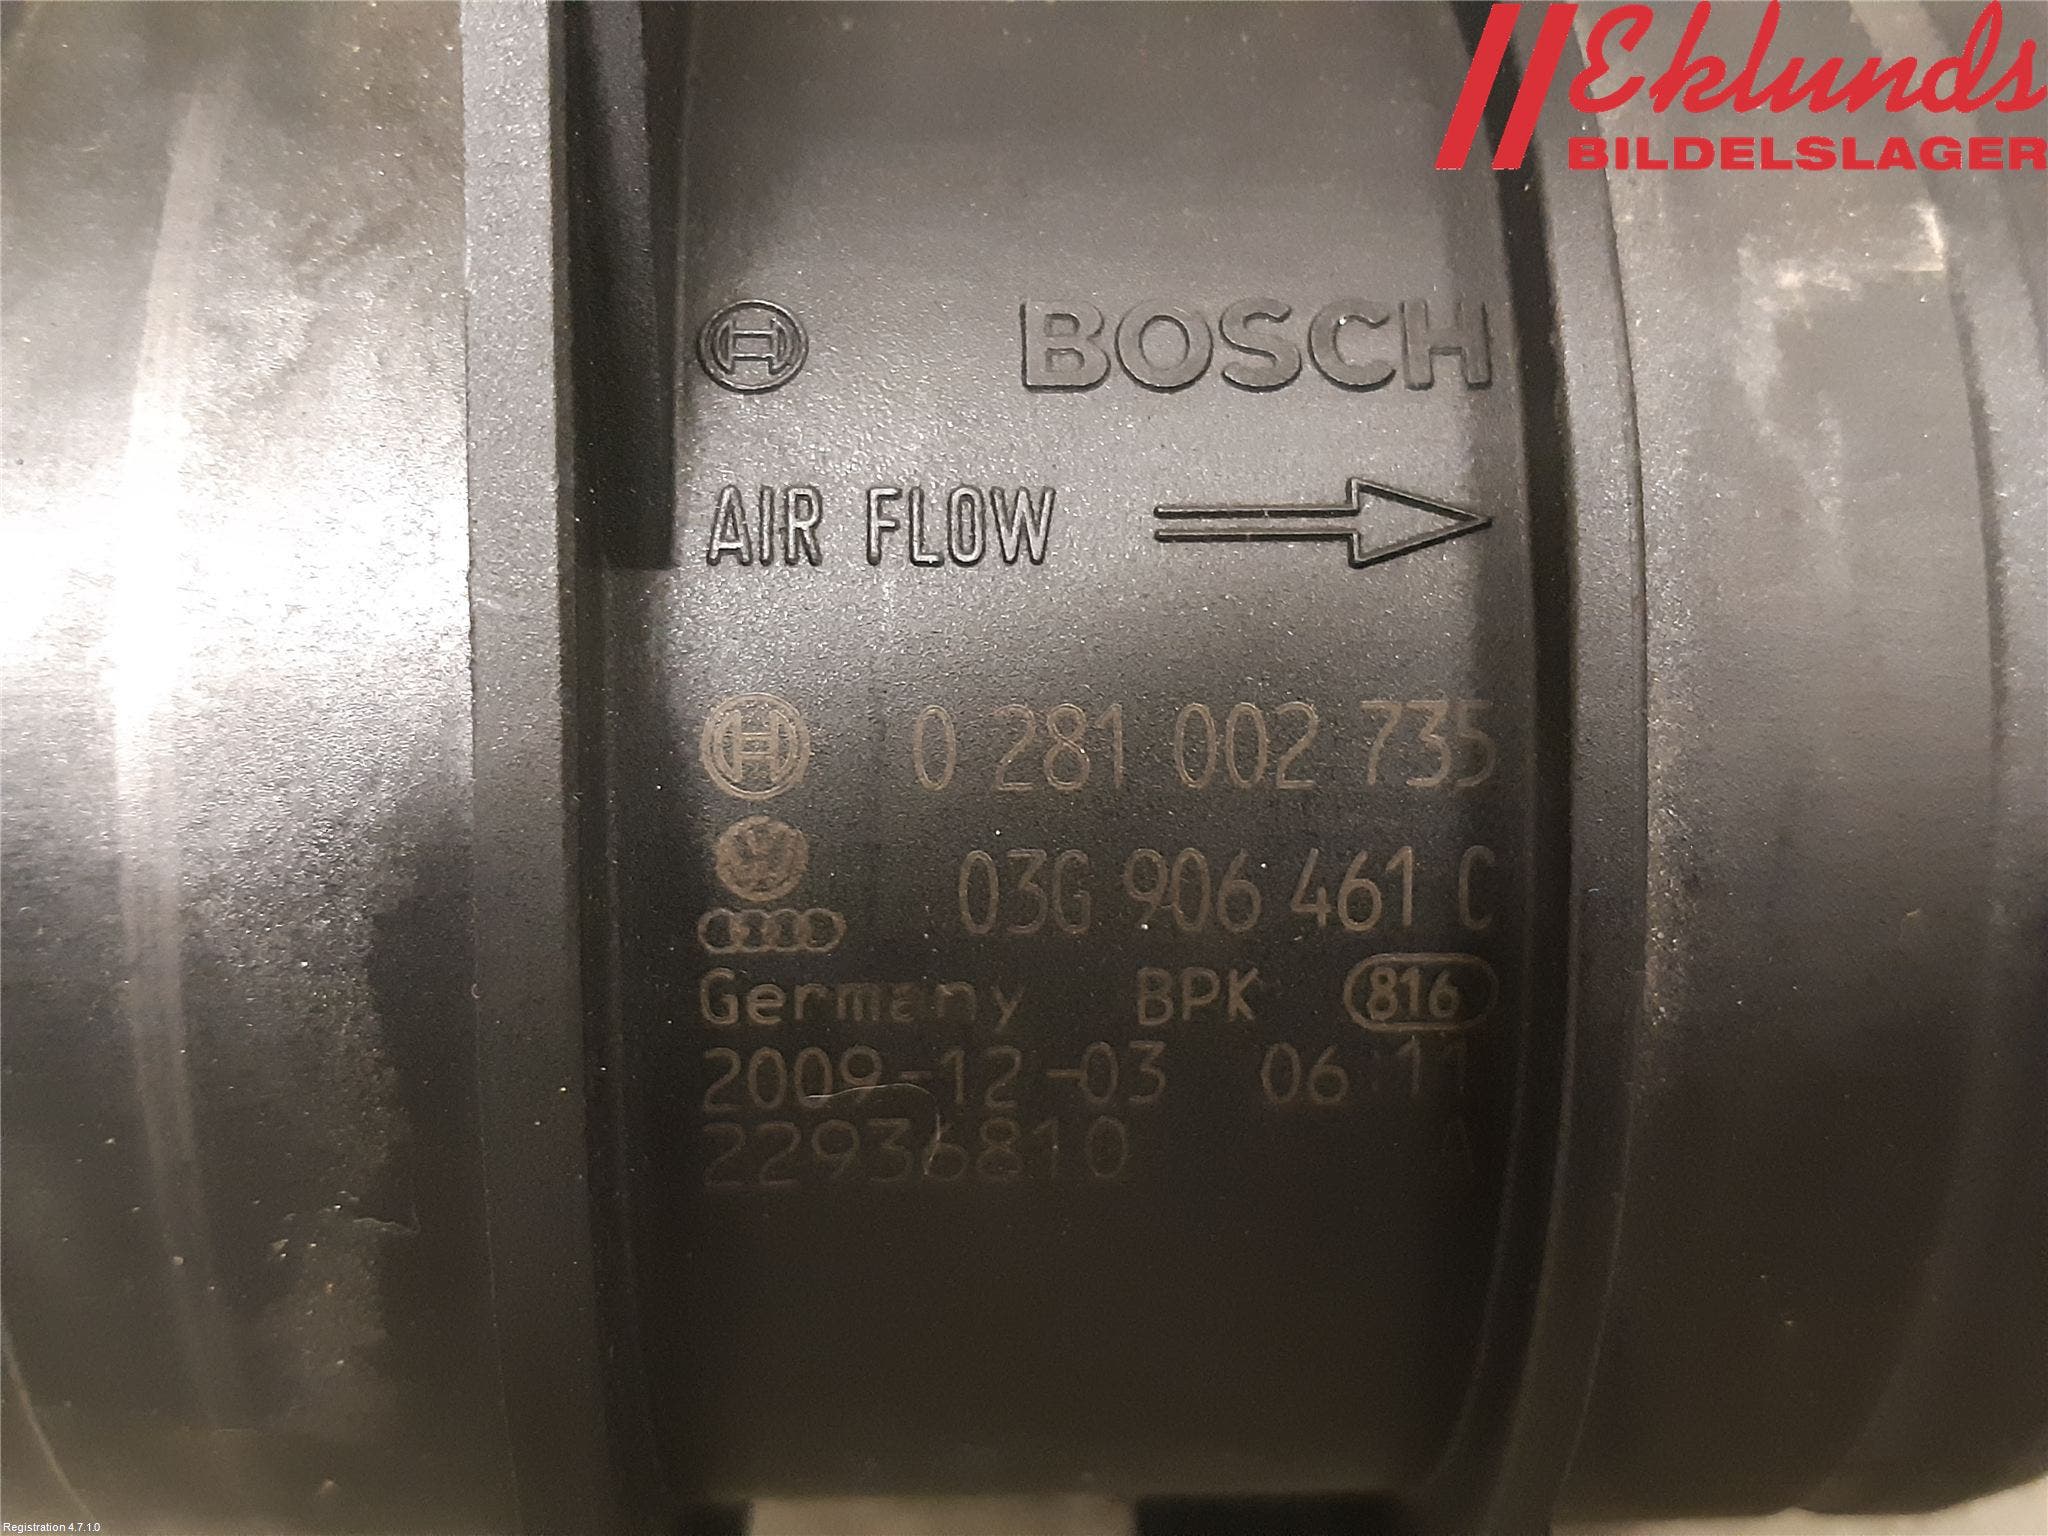 Eklunds
BILDELSLAGER
BOSCH
AIR FLOW
0 281 002 735
03G 906 461 C
Germany BPK 816
2009-12-03 06:11
22936810 A
Registration 4.7.1.0